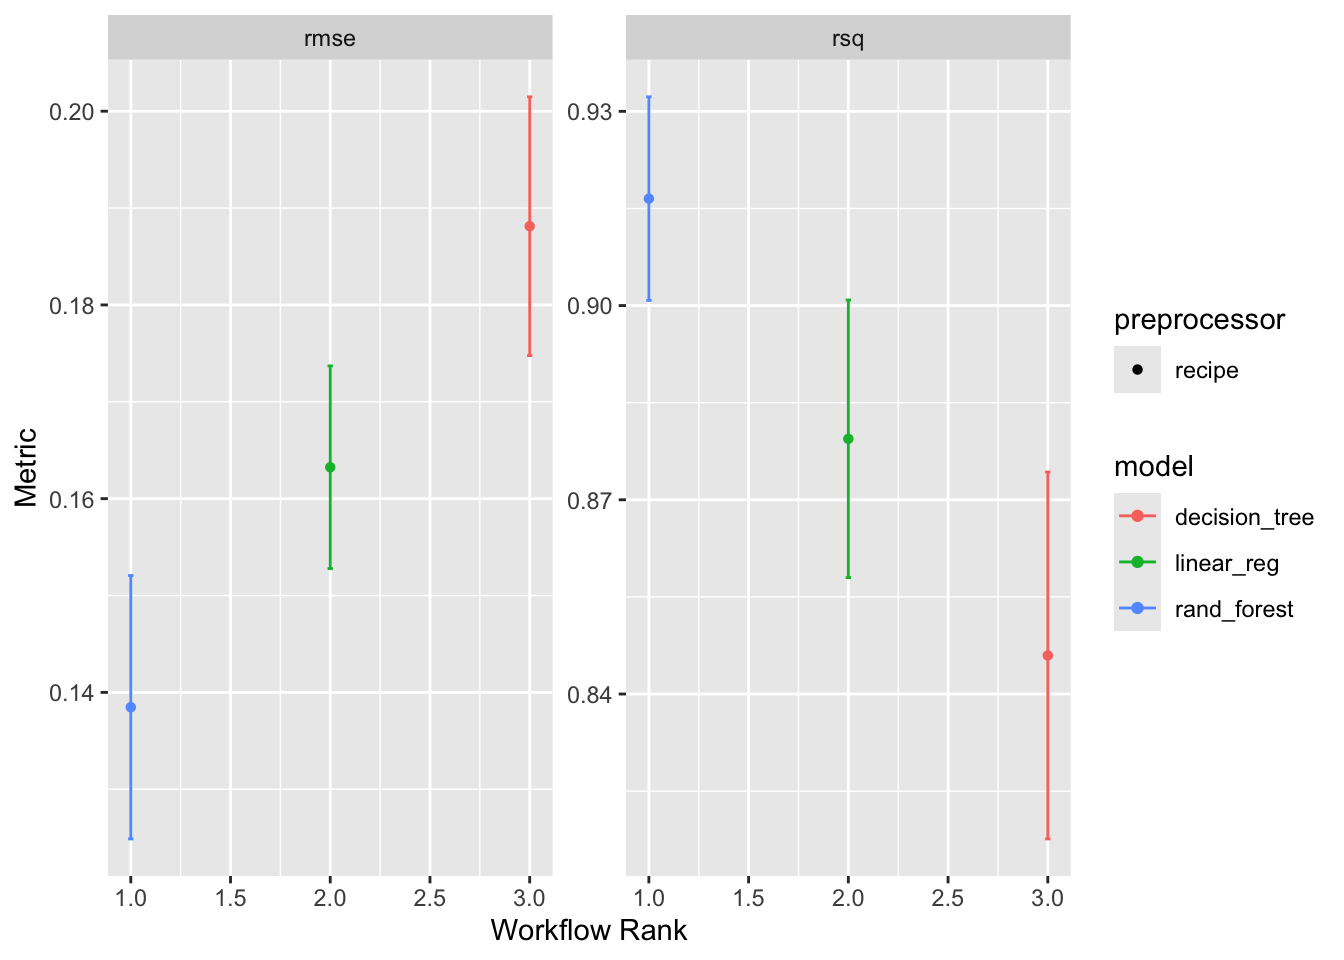 rmse
rsq
0.20
0.18
0.16
0.14
0.93
0.90
0.87
0.84
1.0 1.5 2.0 2.5 3.0
1.0 1.5 2.0 2.5 3.0
Workflow Rank
Metric
preprocessor
recipe
model
decision_tree
linear_reg
rand_forest